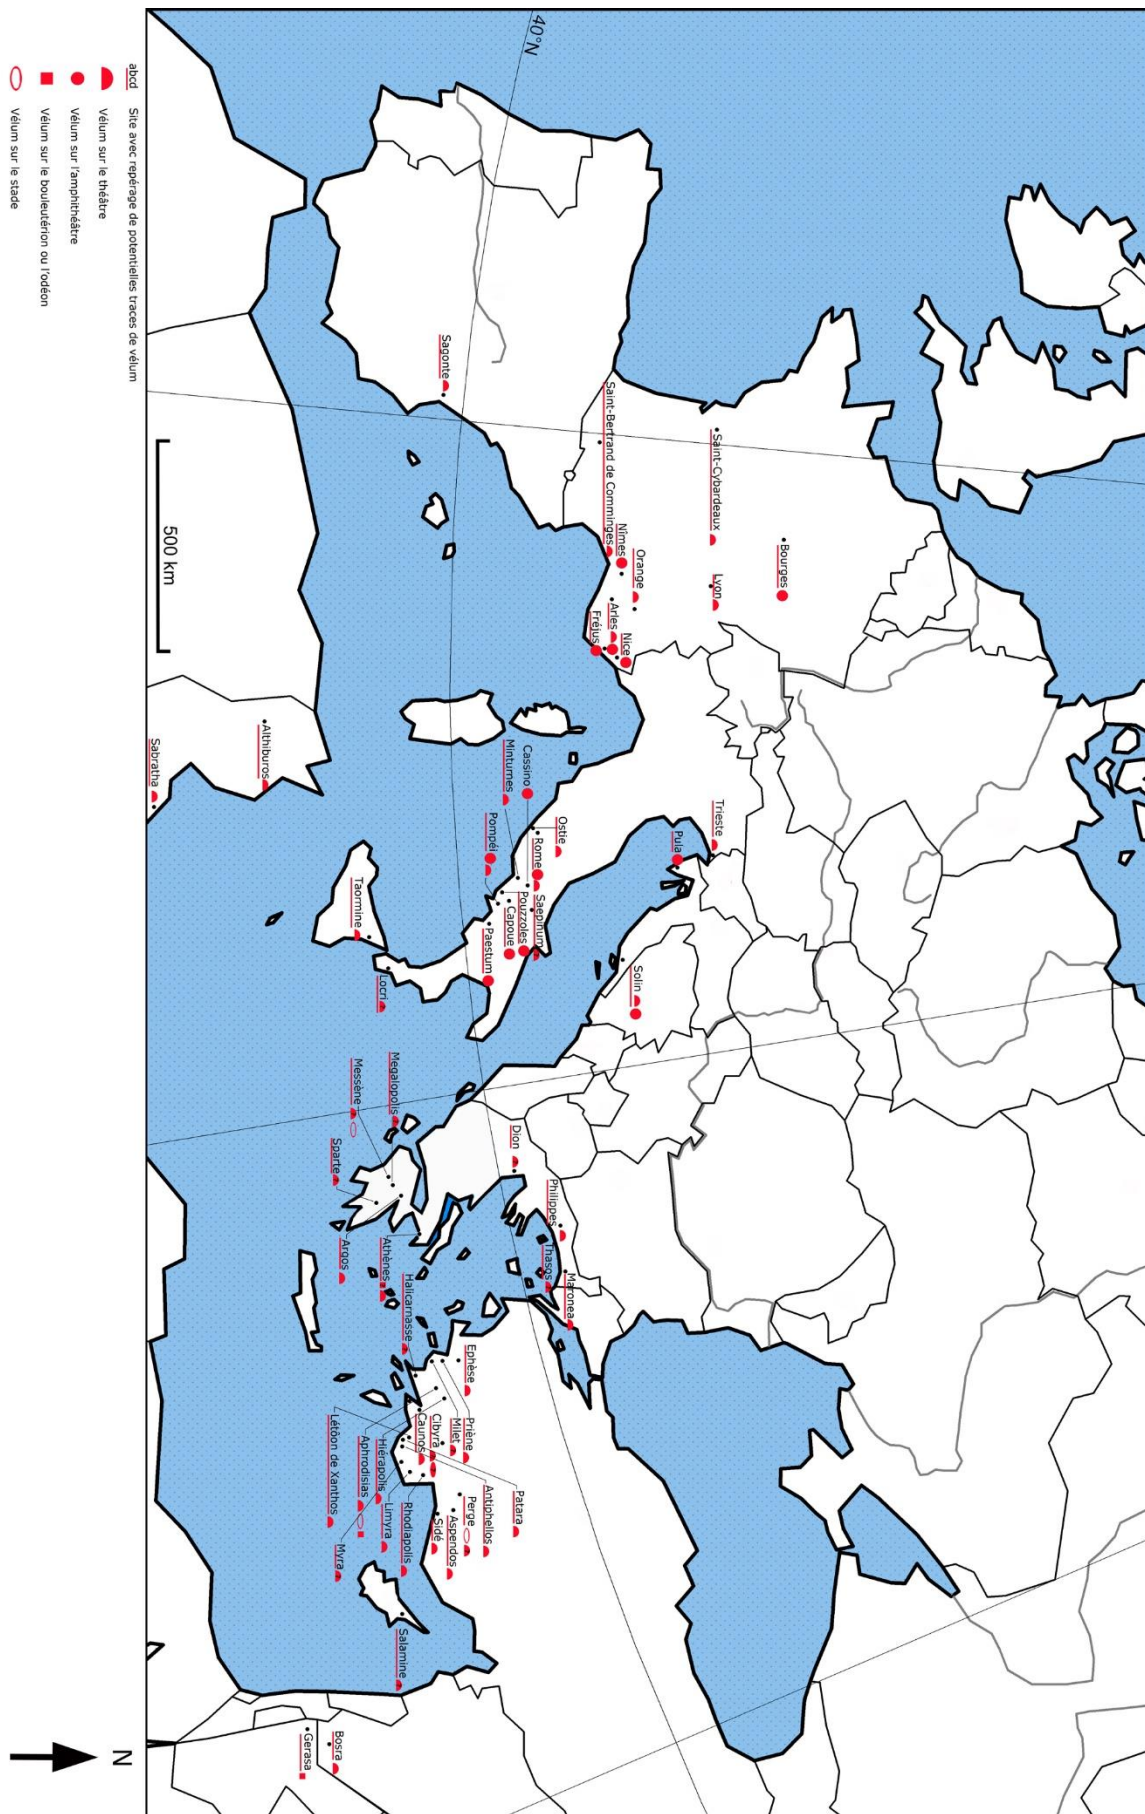 40°N
Saint-Cybardeaux
Bourges
Lyon
Saint-Bertrand de Comminges
Nîmes
Orange
Arles
Fréjus
Nice
Sagonte
500 km
Trieste
Pula
Solin
Ostie
Rome
Saepinum
Cassino
Minturnes
Pompéi
Pouzzoles
Capoue
Paestum
Taormine
Locri
Althiburos
Sabratha
Dion
Philippes
Thasos
Maronea
Megalopolis
Messène
Sparte
Argos
Athènes
Halicarnasse
Ephèse
Priène
Milet
Cibyra
Caunos
Patara
Antiphellos
Perge
Aspendos
Sidé
Rhodiapolis
Limyra
Hiérapolis
Aphrodisias
Létôon de Xanthos
Myra
Salamine
Bosra
Gerasa
N
abcd Site avec repérage de potentielles traces de vélum
Vélum sur le théâtre
Vélum sur l'amphithéâtre
Vélum sur le bouleutérion ou l'odéon
Vélum sur le stade